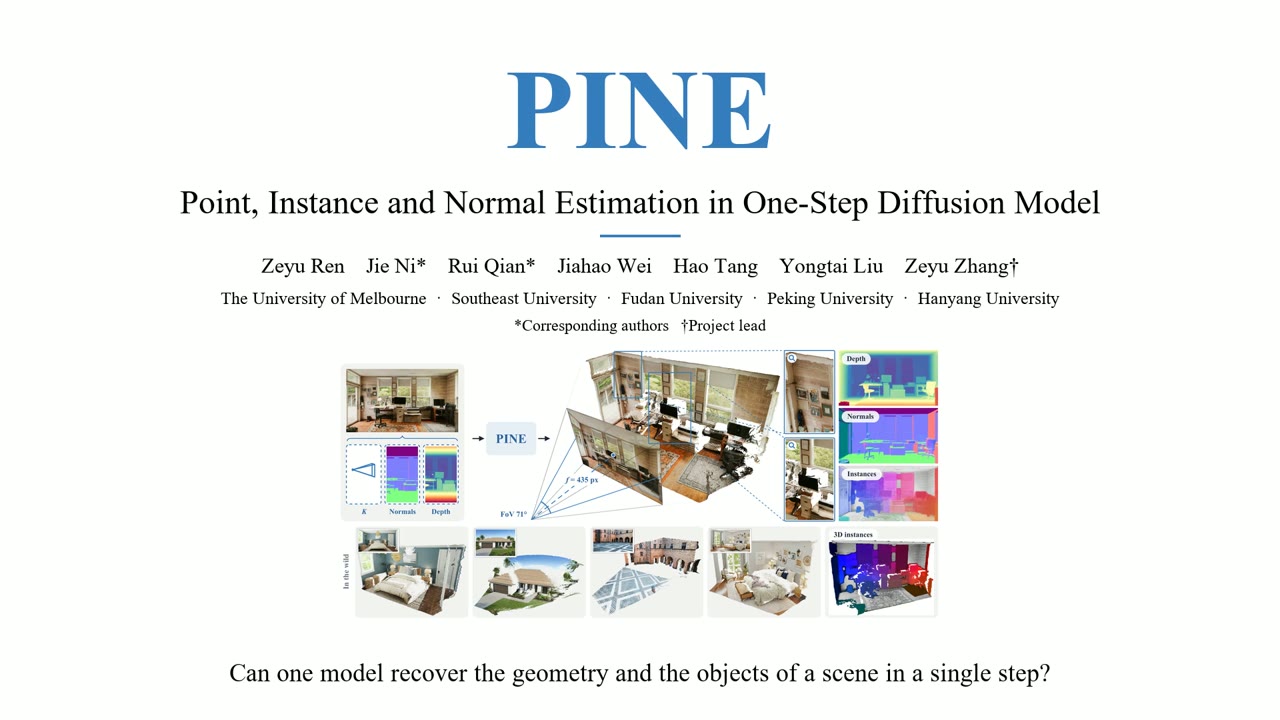 PINE
Point, Instance and Normal Estimation in One-Step Diffusion Model
Zeyu Ren Jie Ni* Rui Qian* Jiahao Wei Hao Tang Yongtai Liu Zeyu Zhang†
The University of Melbourne · Southeast University · Fudan University · Peking University · Hanyang University
*Corresponding authors †Project lead
PINE
K
Normals
Depth
f = 435 px
FoV 71°
Depth
Normals
Instances
In the wild
3D instances
Can one model recover the geometry and the objects of a scene in a single step?